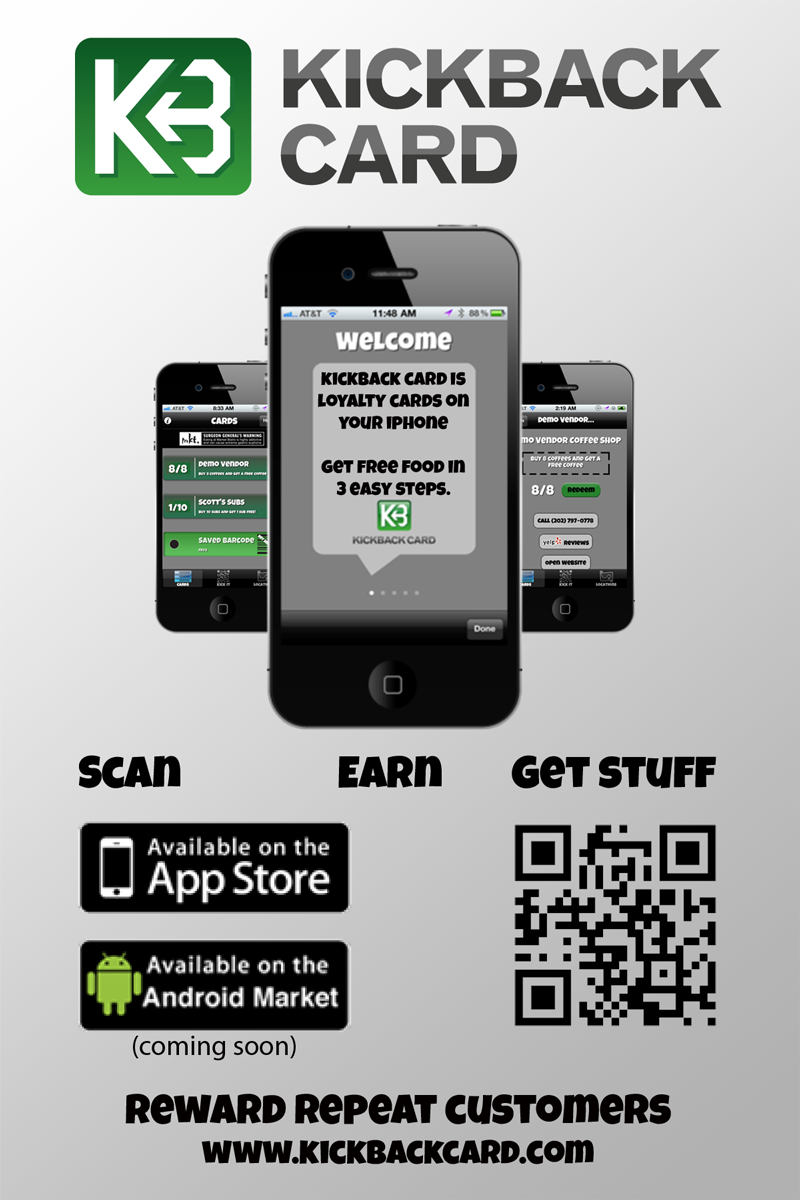 KB
KICKBACK
CARD
AT&T 11:48 AM 88%
Welcome
KICKBACK CARD IS
LOYALTY CARDS ON
YOUR IPHONE
GET FREE FOOD IN
3 EASY STEPS.
KB
KICKBACK CARD
Done
AT&T 8:33 AM
CARDS
mkt.
SURGEON GENERAL'S WARNING
8/8 DEMO VENDOR
BUY 8 COFFEES AND GET A FREE COFFEE
1/10 SCOTT'S SUBS
BUY 10 SUBS AND GET 1 SUB FREE!
SAVED BARCODE
CARDS KICK IT
2:19 AM
DEMO VENDOR...
MO VENDOR COFFEE SHOP
BUY 8 COFFEES AND GET A
FREE COFFEE
8/8 REDEEM
CALL (202) 797-0778
yelp REVIEWS
OPEN WEBSITE
KICK IT LOCATIONS
SCAN EARN GET STUFF
Available on the
App Store
Available on the
Android Market
(coming soon)
REWARD REPEAT CUSTOMERS
WWW.KICKBACKCARD.COM